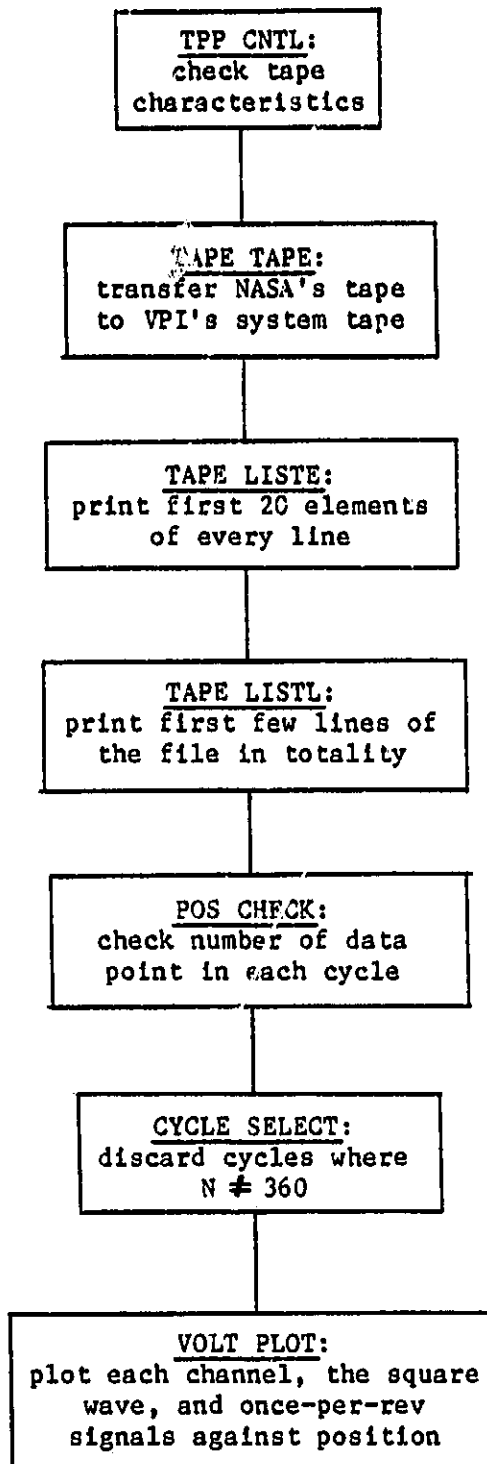 TPP CNTL:
check tape
characteristics
TAPE TAPE:
transfer NASA's tape
to VPI's system tape
TAPE LISTE:
print first 20 elements
of every line
TAPE LISTL:
print first few lines of
the file in totality
POS CHECK:
check number of data
point in each cycle
CYCLE SELECT:
discard cycles where
N ≠ 360
VOLT PLOT:
plot each channel, the square
wave, and once-per-rev
signals against position